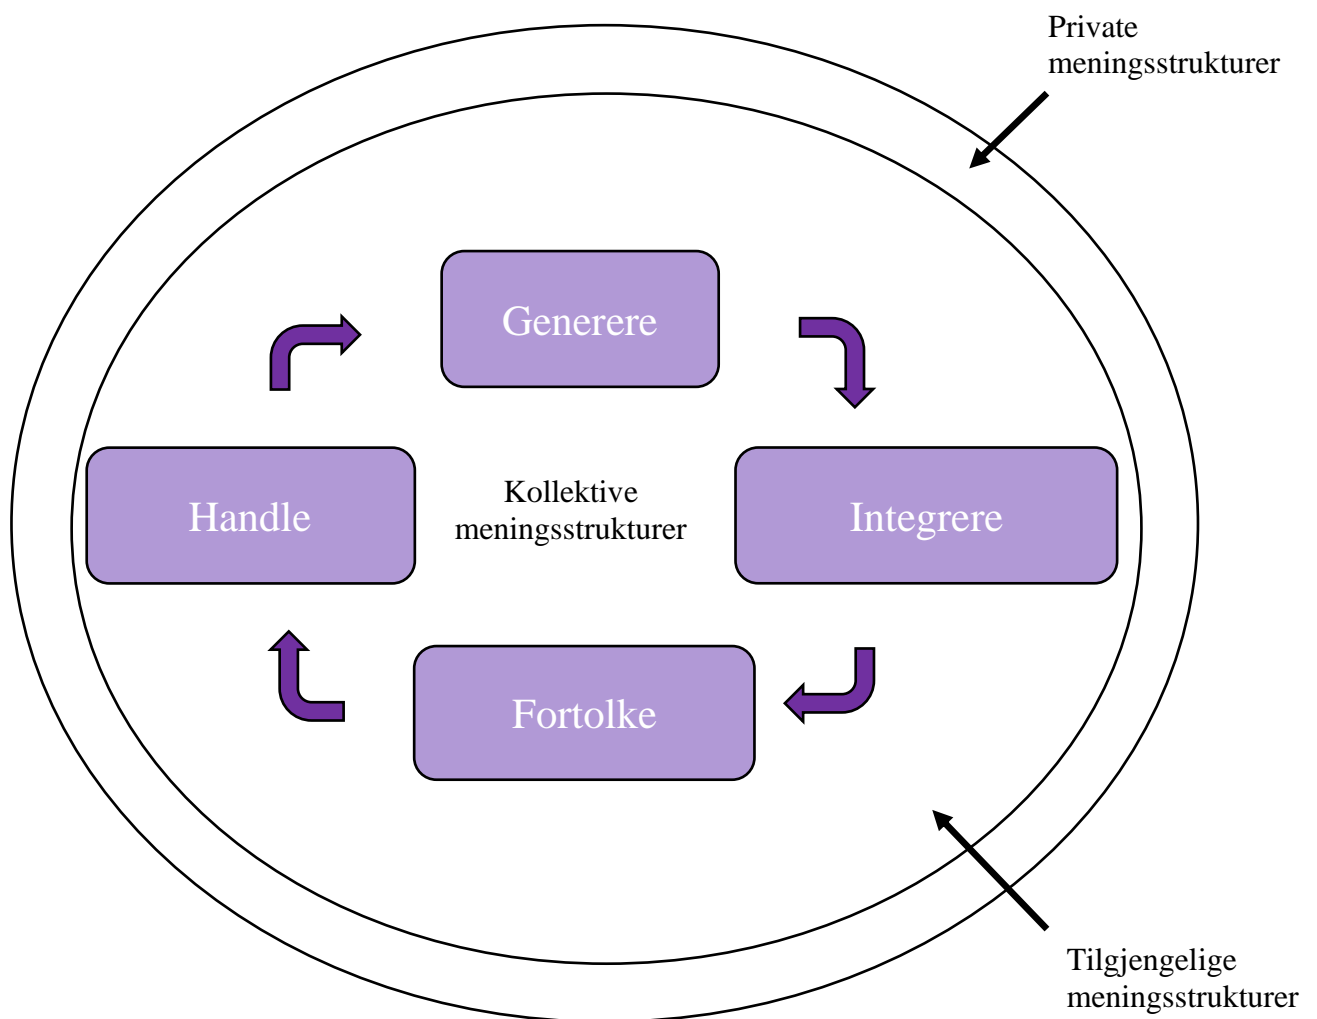 Private
meningsstrukturer
Generere
Handle
Kollektive
meningsstrukturer
Integrere
Fortolke
Tilgjengelige
meningsstrukturer